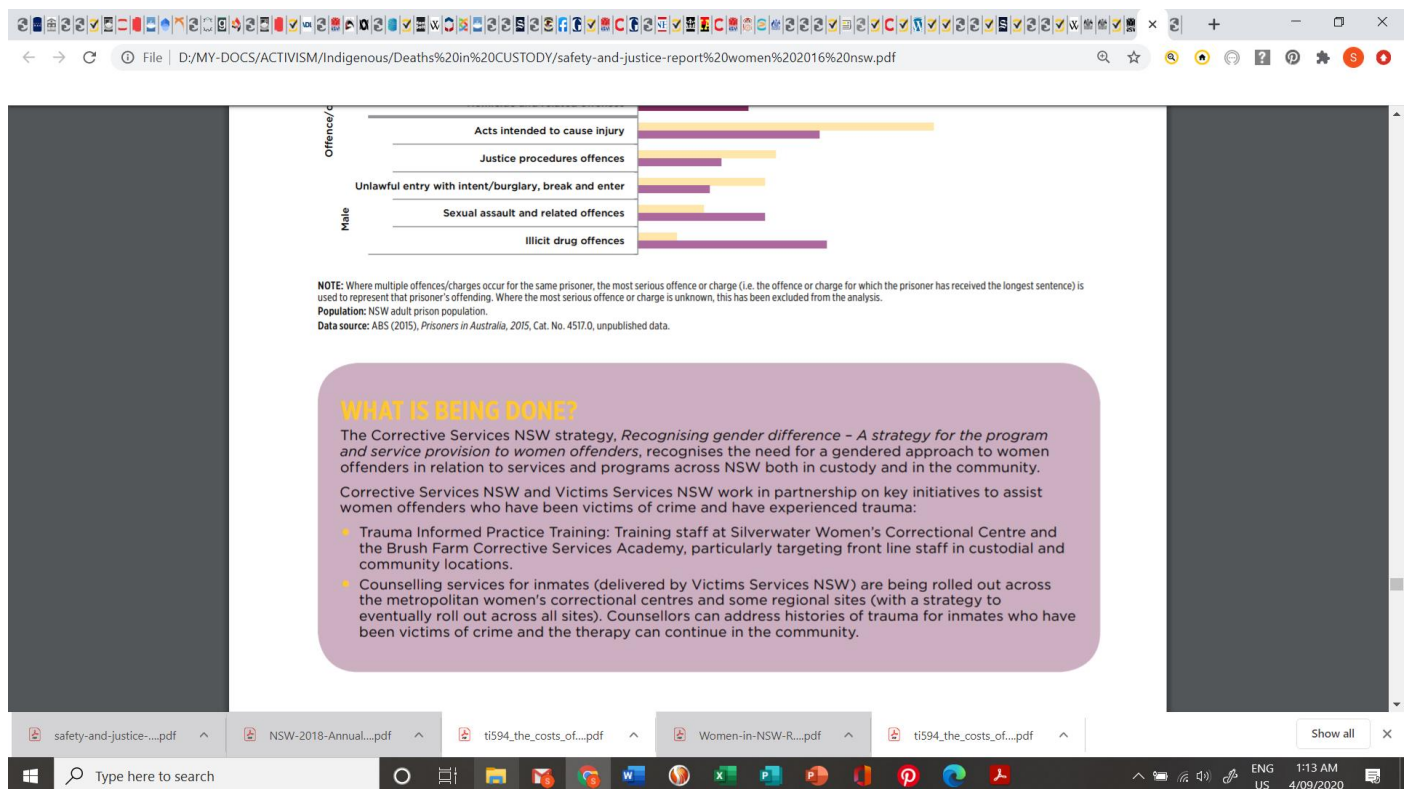 File | D:/MY-DOCS/ACTIVISM/Indigenous/Deaths%20in%20CUSTODY/safety-and-justice-report%20women%202016%20nsw.pdf
Offence/c
Acts intended to cause injury
Justice procedures offences
Unlawful entry with intent/burglary, break and enter
Male
Sexual assault and related offences
Illicit drug offences
NOTE: Where multiple offences/charges occur for the same prisoner, the most serious offence or charge (i.e. the offence or charge for which the prisoner has received the longest sentence) is
used to represent that prisoner's offending. Where the most serious offence or charge is unknown, this has been excluded from the analysis.
Population: NSW adult prison population.
Data source: ABS (2015), Prisoners in Australia, 2015, Cat. No. 4517.0, unpublished data.
WHAT IS BEING DONE?
The Corrective Services NSW strategy, Recognising gender difference – A strategy for the program
and service provision to women offenders, recognises the need for a gendered approach to women
offenders in relation to services and programs across NSW both in custody and in the community.
Corrective Services NSW and Victims Services NSW work in partnership on key initiatives to assist
women offenders who have been victims of crime and have experienced trauma:
• Trauma Informed Practice Training: Training staff at Silverwater Women's Correctional Centre and
the Brush Farm Corrective Services Academy, particularly targeting front line staff in custodial and
community locations.
• Counselling services for inmates (delivered by Victims Services NSW) are being rolled out across
the metropolitan women's correctional centres and some regional sites (with a strategy to
eventually roll out across all sites). Counsellors can address histories of trauma for inmates who have
been victims of crime and the therapy can continue in the community.
safety-and-justice-....pdf
NSW-2018-Annual....pdf
ti594_the_costs_of....pdf
Women-in-NSW-R....pdf
ti594_the_costs_of....pdf
Show all
Type here to search
ENG
US
1:13 AM
4/09/2020